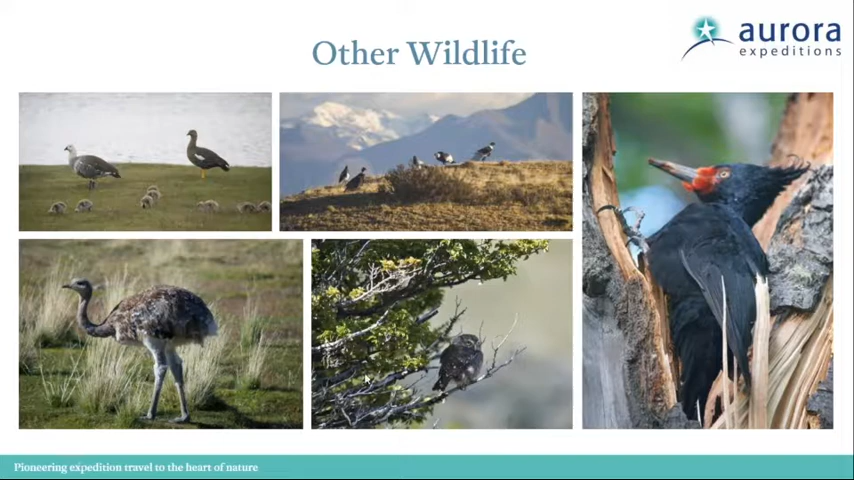 Other Wildlife
aurora
expeditions
Pioneering expedition travel to the heart of nature